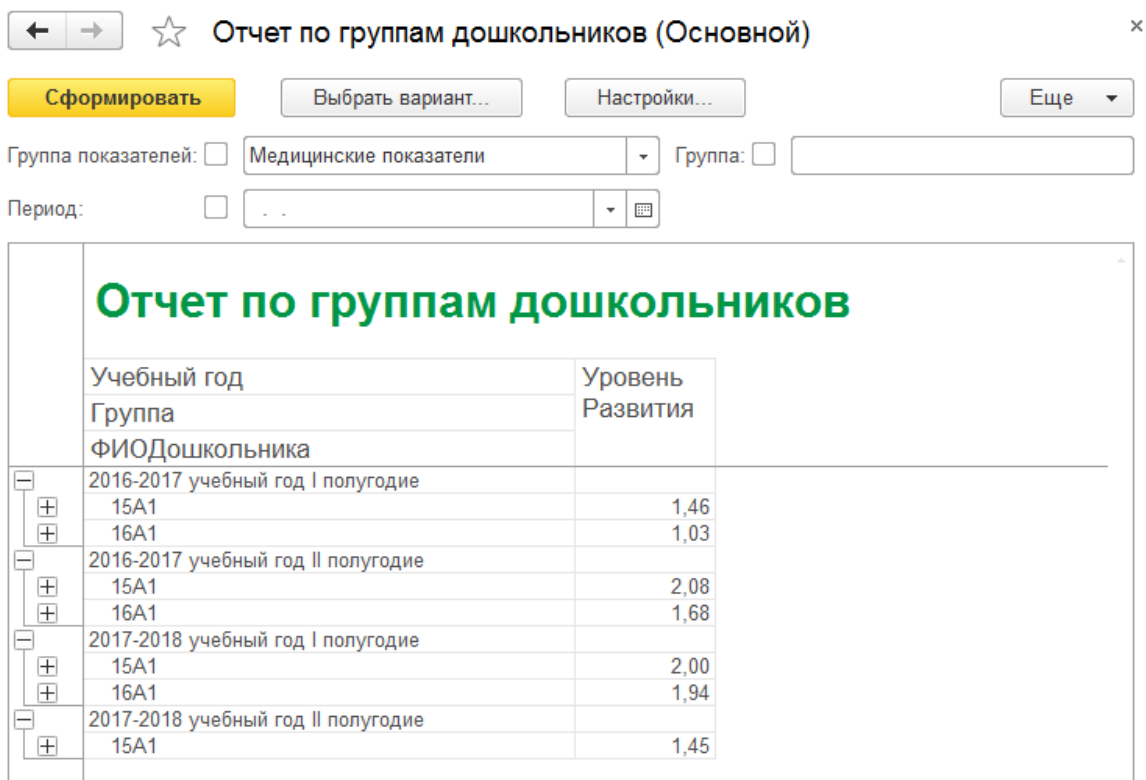 Отчет по группам дошкольников (Основной)
Сформировать Выбрать вариант... Настройки... Еще
Группа показателей: Медицинские показатели Группа:
Период: . .
Отчет по группам дошкольников
Учебный год Уровень
Развития
Группа
ФИОДошкольника
2016-2017 учебный год I полугодие
15А1 1,46
16А1 1,03
2016-2017 учебный год II полугодие
15А1 2,08
16А1 1,68
2017-2018 учебный год I полугодие
15А1 2,00
16А1 1,94
2017-2018 учебный год II полугодие
15А1 1,45